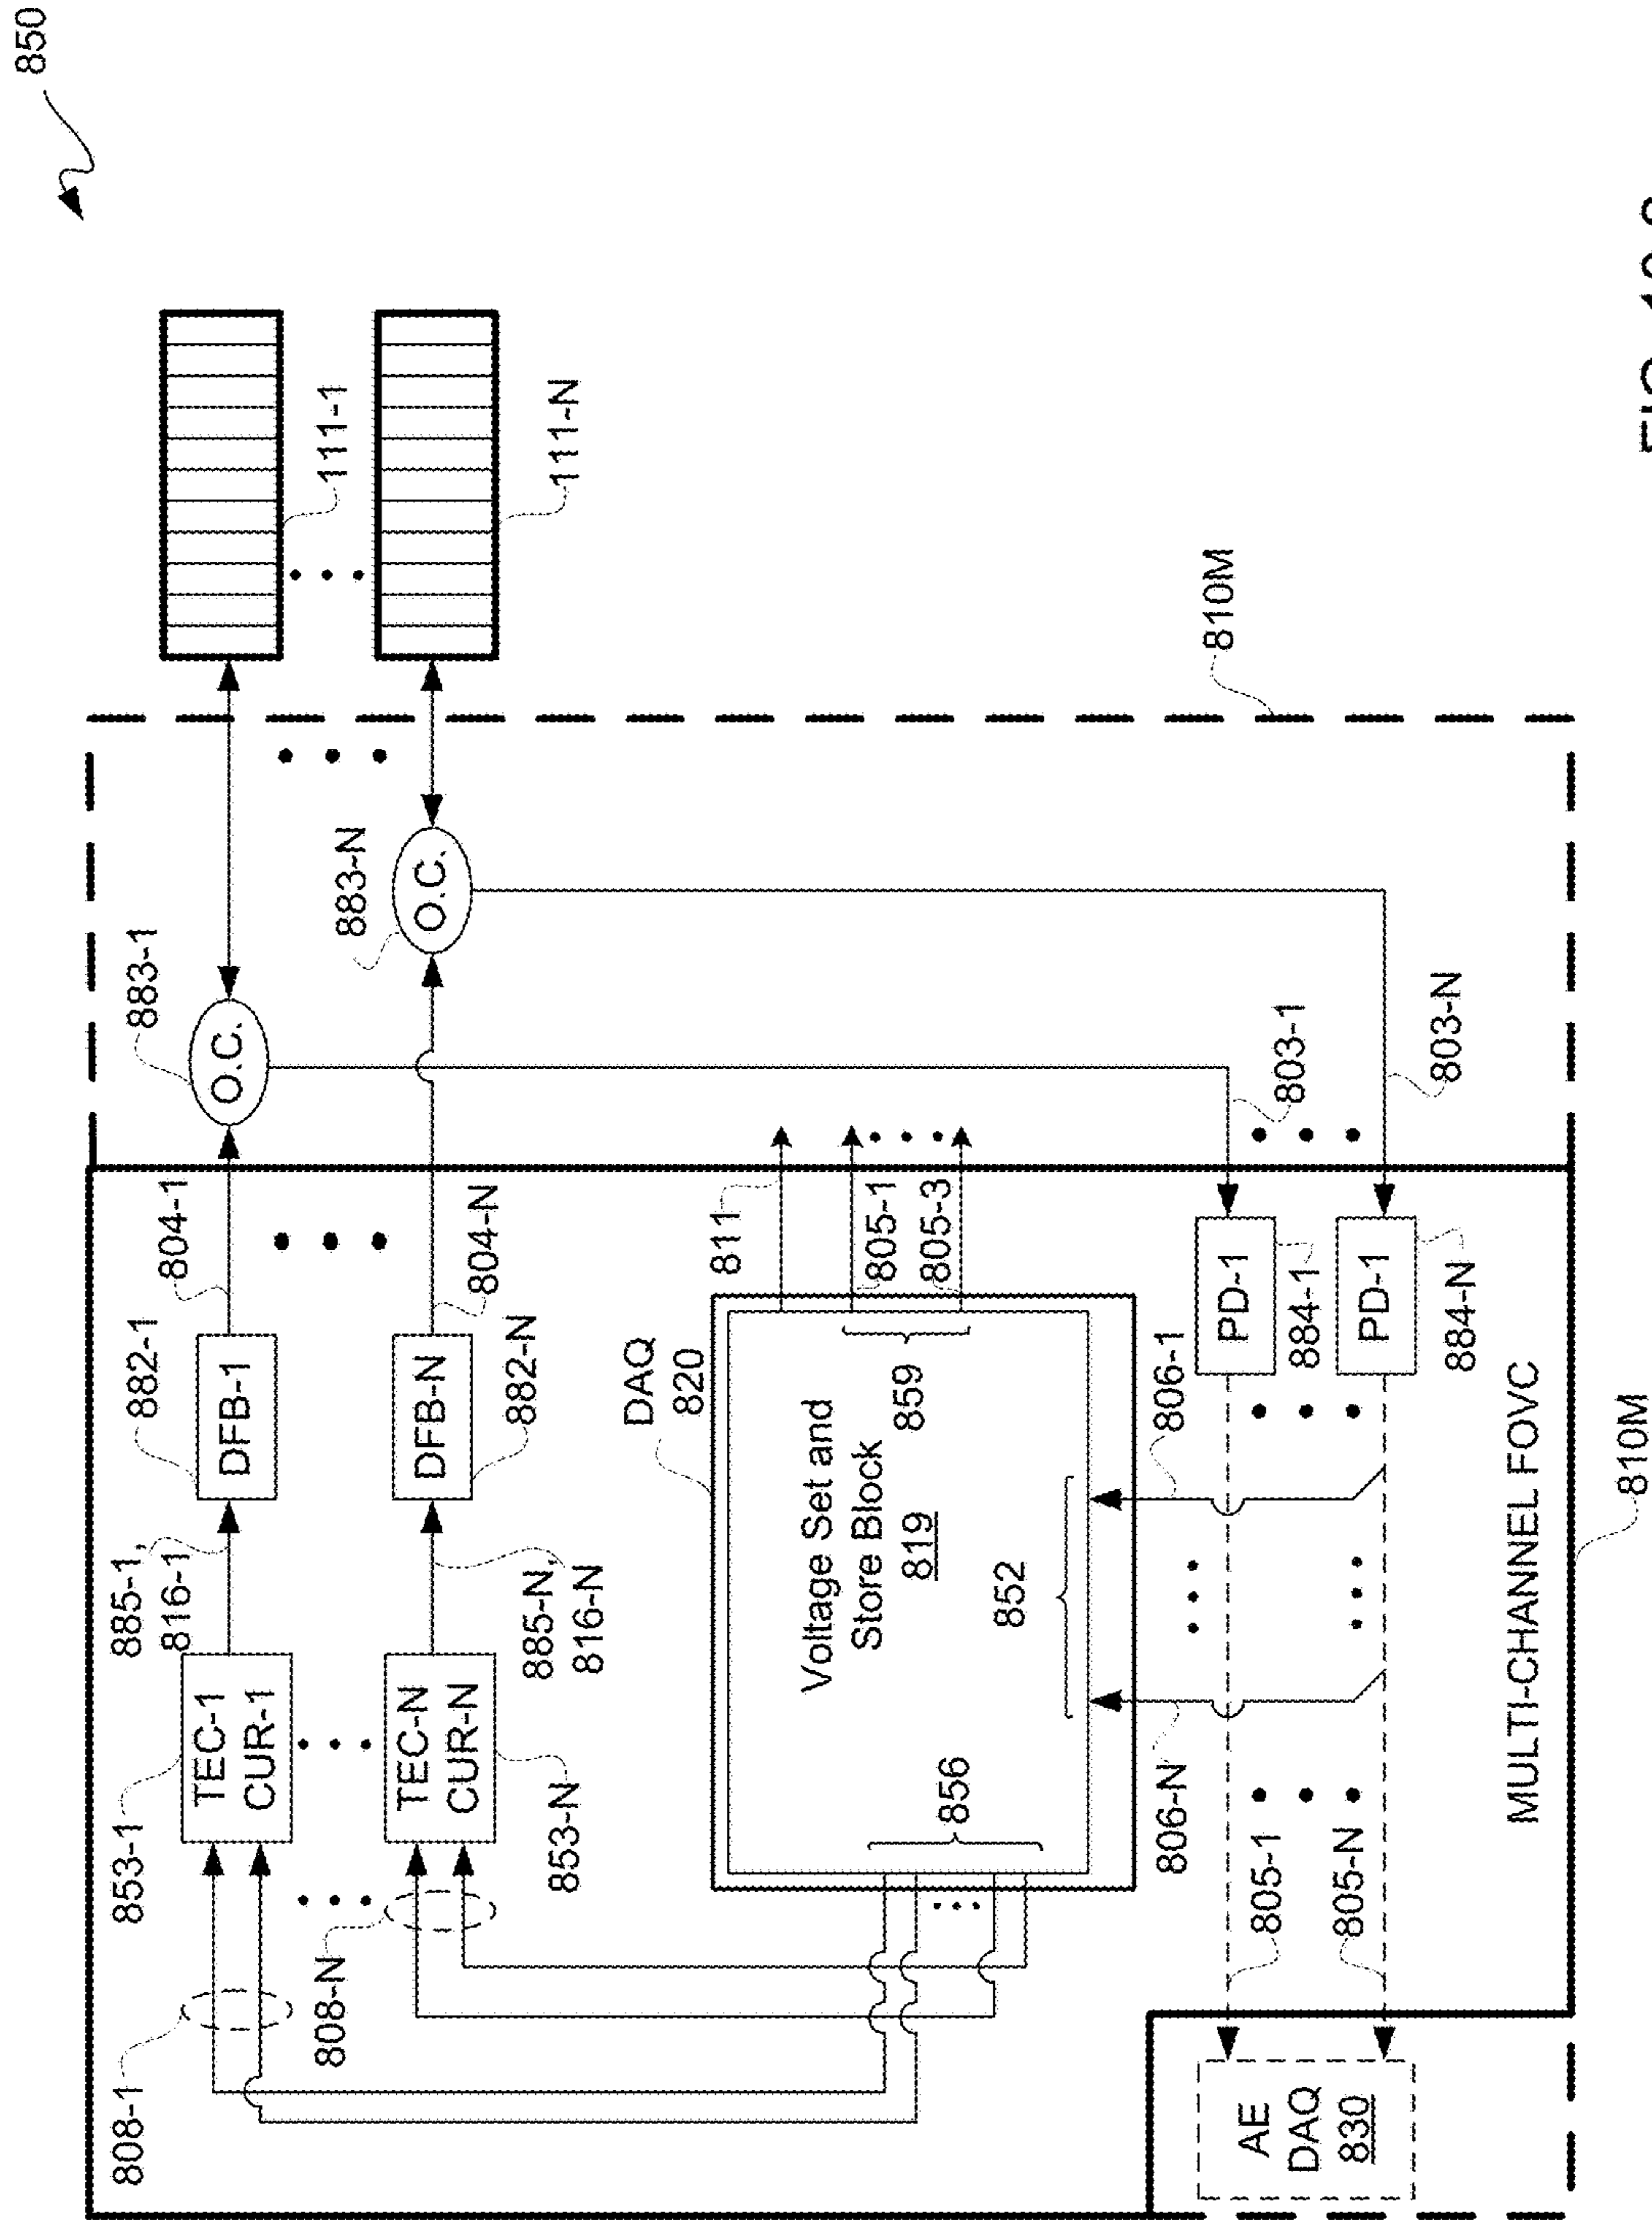 850
808-1
853-1
TEC-1
CUR-1
885-1,
816-1
882-1
DFB-1
804-1
883-1
O.C.
111-1
808-N
TEC-N
CUR-N
853-N
885-N,
816-N
DFB-N
882-N
804-N
883-N
O.C.
111-N
DAQ
820
811
805-1
805-3
859
Voltage Set and
Store Block
819
856
852
806-N
806-1
803-1
803-N
AE
DAQ
830
805-1
805-N
PD-1
884-1
PD-1
884-N
810M
MULTI-CHANNEL FOVC
810M